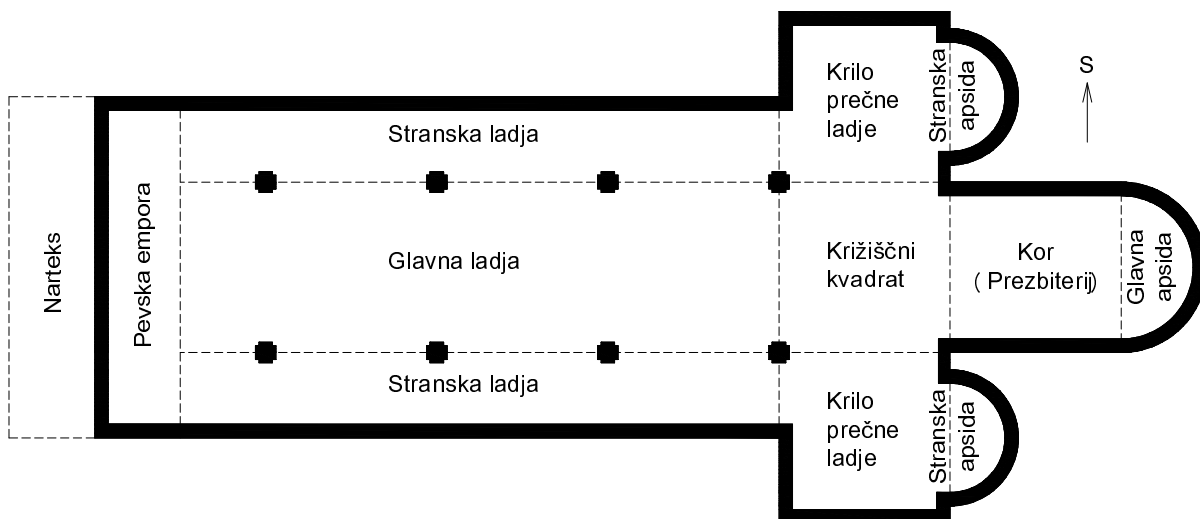 Narteks
Pevska empora
Stranska ladja
Glavna ladja
Stranska ladja
Krilo
prečne
ladje
Stranska
apsida
S
Križiščni
kvadrat
Kor
( Prezbiterij)
Glavna
apsida
Krilo
prečne
ladje
Stranska
apsida